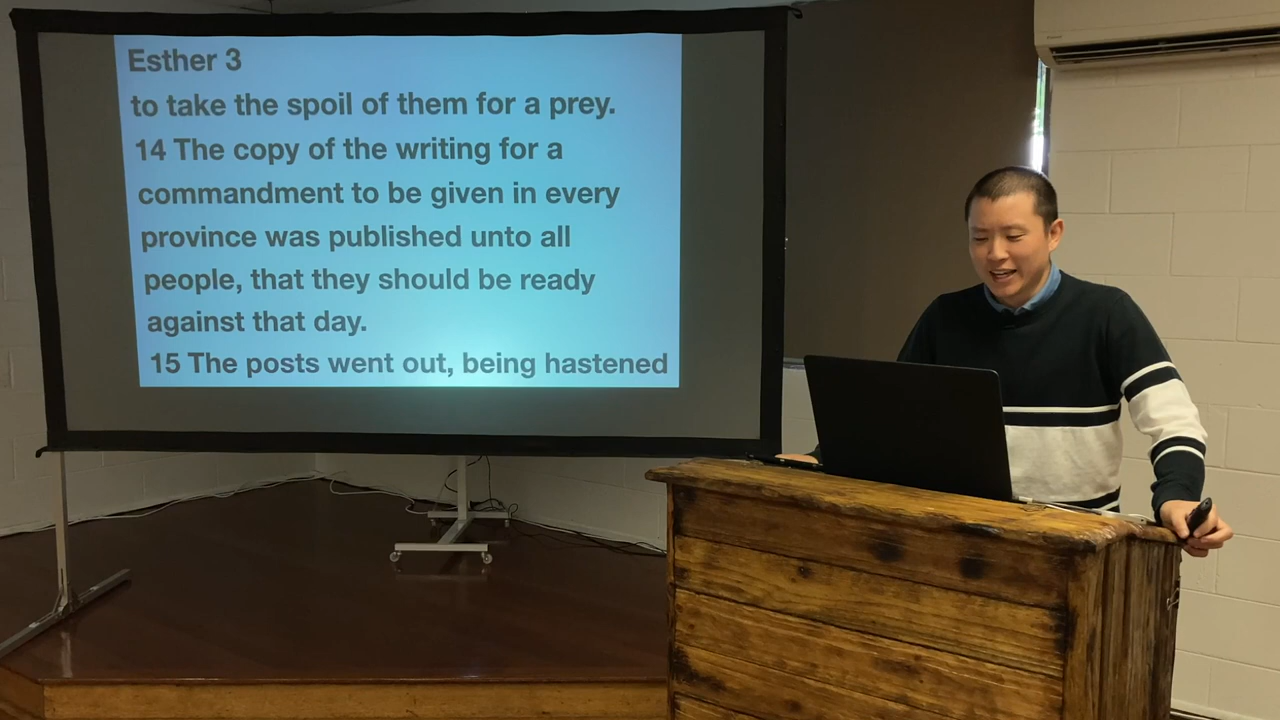 Esther 3
to take the spoil of them for a prey.
14 The copy of the writing for a
commandment to be given in every
province was published unto all
people, that they should be ready
against that day.
15 The posts went out, being hastened